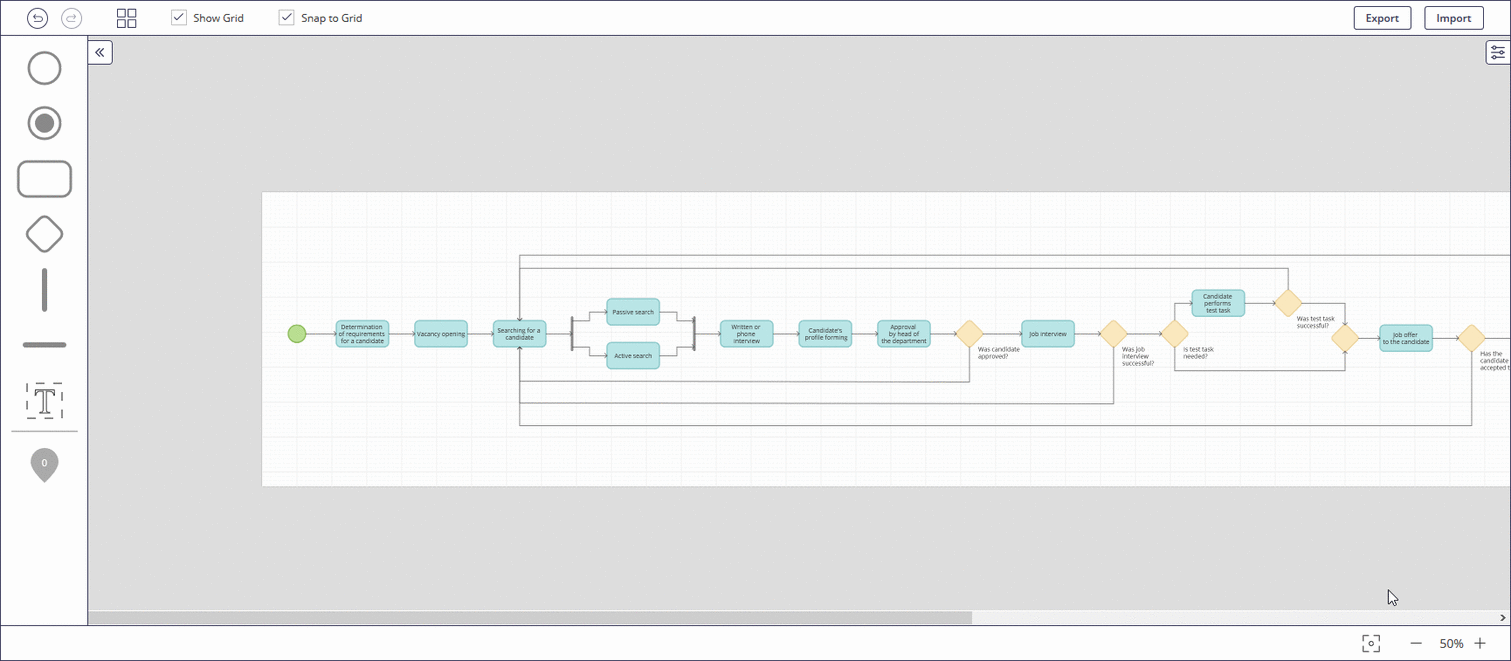 Show Grid
Snap to Grid
Export
Import
T
0
Determination
of requirements
for a candidate
Vacancy opening
Searching for a
candidate
Passive search
Active search
Written or
phone
interview
Candidate's
profile forming
Approval
by head of
the department
Was candidate
approved?
Job interview
Was job
interview
successful?
Is test task
needed?
Candidate
performs
test task
Was test task
successful?
Job offer
to the candidate
Has the
candidate
accepted t
50%